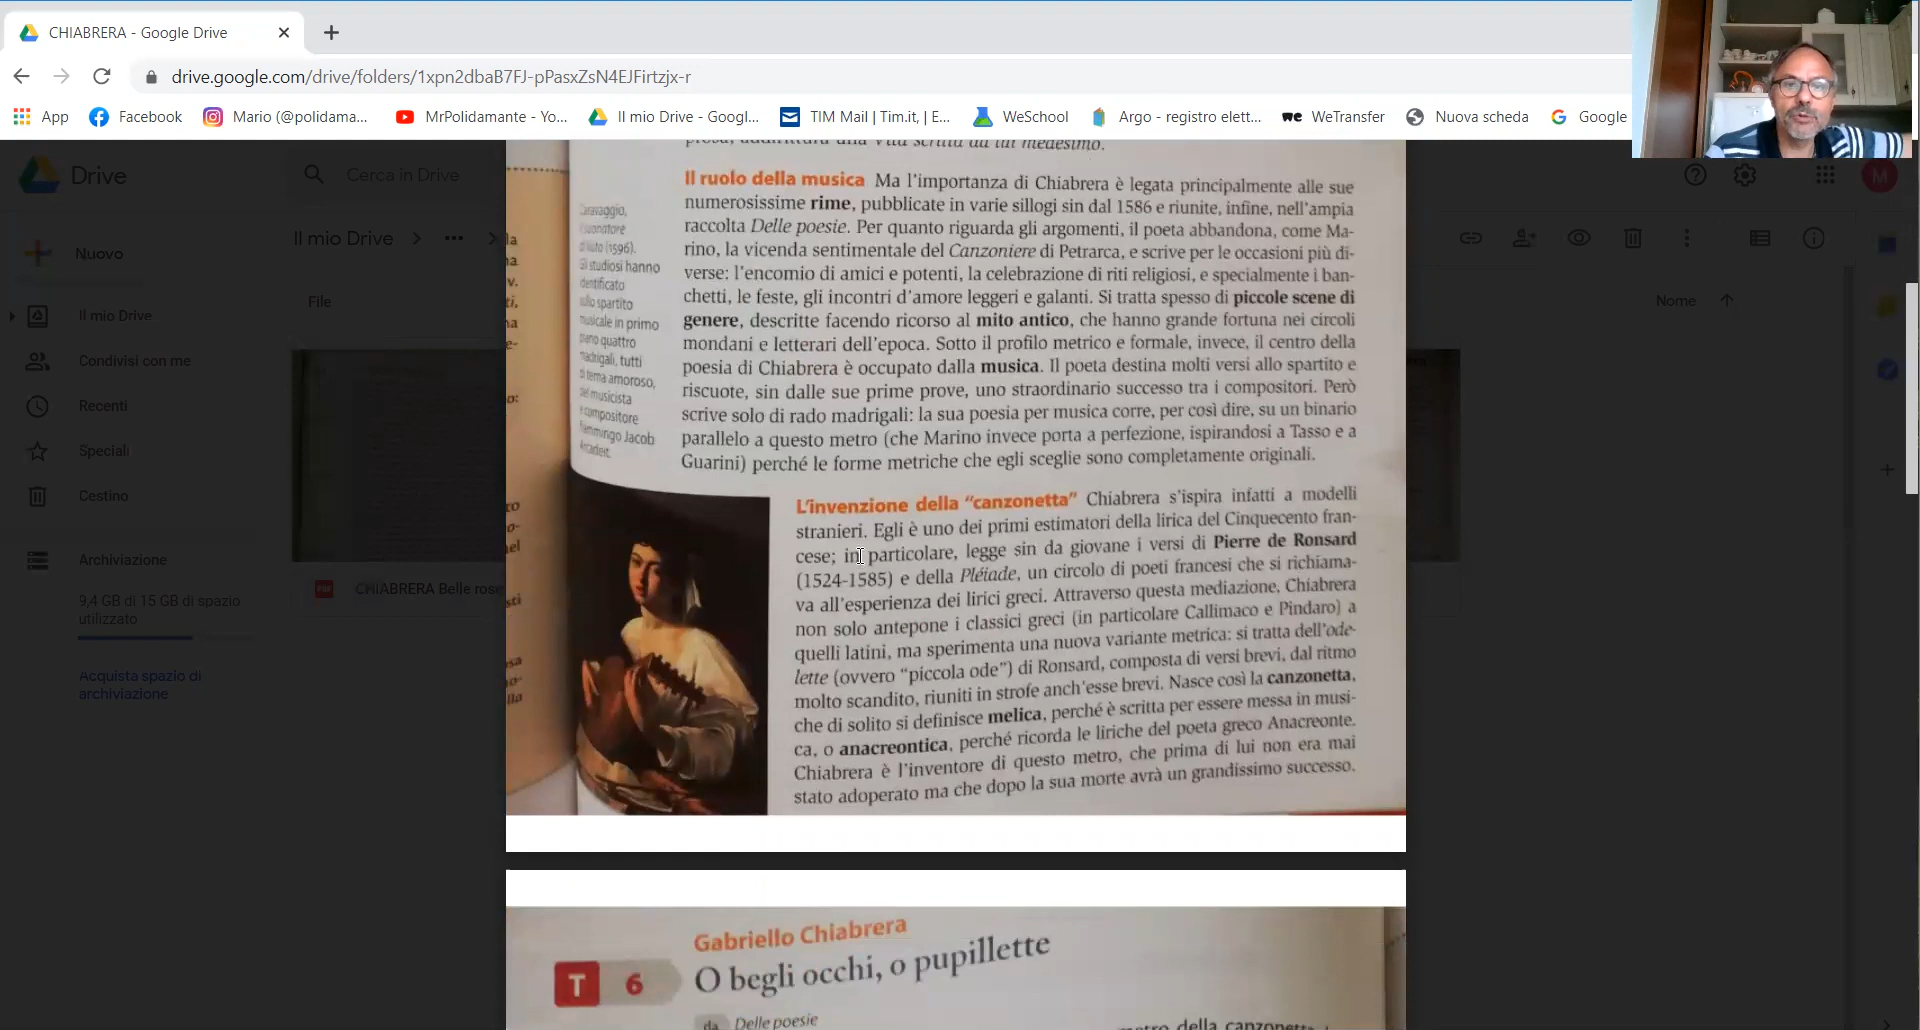 CHIABRERA - Google Drive
drive.google.com/drive/folders/1xpn2dbaB7FJ-pPasxZsN4EJFirtzjx-r
App Facebook Mario (@polidama... MrPolidamante - Yo... Il mio Drive - Googl... TIM Mail | Tim.it, | E... WeSchool Argo - registro elett... WeTransfer Nuova scheda Google
Drive
Cerca in Drive
M
Nuovo
Il mio Drive
Condivisi con me
Recenti
Speciali
Cestino
Archiviazione
9,4 GB di 15 GB di spazio
utilizzato
Acquista spazio di
archiviazione
Il mio Drive > ... >
File
Nome
CHIABRERA Belle rose
medesimo.
Il ruolo della musica Ma l'importanza di Chiabrera è legata principalmente alle sue
numerosissime rime, pubblicate in varie sillogi sin dal 1586 e riunite, infine, nell'ampia
raccolta Delle poesie. Per quanto riguarda gli argomenti, il poeta abbandona, come Ma-
rino, la vicenda sentimentale del Canzoniere di Petrarca, e scrive per le occasioni più di-
verse: l'encomio di amici e potenti, la celebrazione di riti religiosi, e specialmente i ban-
chetti, le feste, gli incontri d'amore leggeri e galanti. Si tratta spesso di piccole scene di
genere, descritte facendo ricorso al mito antico, che hanno grande fortuna nei circoli
mondani e letterari dell'epoca. Sotto il profilo metrico e formale, invece, il centro della
poesia di Chiabrera è occupato dalla musica. Il poeta destina molti versi allo spartito e
riscuote, sin dalle sue prime prove, uno straordinario successo tra i compositori. Però
scrive solo di rado madrigali: la sua poesia per musica corre, per così dire, su un binario
parallelo a questo metro (che Marino invece porta a perfezione, ispirandosi a Tasso e a
Guarini) perché le forme metriche che egli sceglie sono completamente originali.
Caravaggio,
(1596).
studiosi hanno
identificato
spartito
musicale in primo
piano quattro
madrigali, tutti
di tema amoroso,
del musicista
e compositore
fiammingo Jacob
L'invenzione della "canzonetta" Chiabrera s'ispira infatti a modelli
stranieri. Egli è uno dei primi estimatori della lirica del Cinquecento fran-
cese; in particolare, legge sin da giovane i versi di Pierre de Ronsard
(1524-1585) e della Pléiade, un circolo di poeti francesi che si richiama-
va all'esperienza dei lirici greci. Attraverso questa mediazione, Chiabrera
non solo antepone i classici greci (in particolare Callimaco e Pindaro) a
quelli latini, ma sperimenta una nuova variante metrica: si tratta dell'ode-
lette (ovvero "piccola ode") di Ronsard, composta di versi brevi, dal ritmo
molto scandito, riuniti in strofe anch'esse brevi. Nasce così la canzonetta,
che di solito si definisce melica, perché è scritta per essere messa in musi-
ca, o anacreontica, perché ricorda le liriche del poeta greco Anacreonte.
Chiabrera è l'inventore di questo metro, che prima di lui non era mai
stato adoperato ma che dopo la sua morte avrà un grandissimo successo.
Gabriello Chiabrera
T 6 O begli occhi, o pupillette
da Delle poesie
della canzonetta